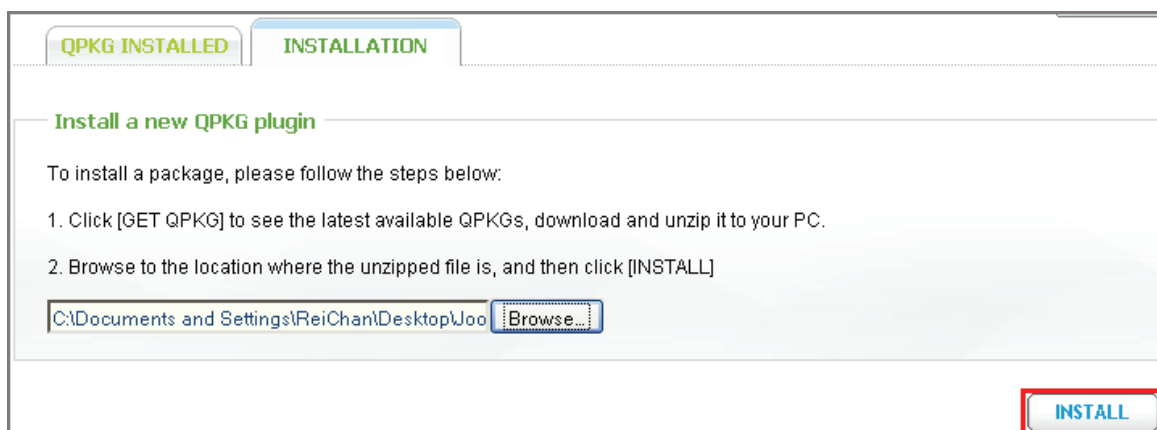 QPKG INSTALLED
INSTALLATION
Install a new QPKG plugin
To install a package, please follow the steps below:
1. Click [GET QPKG] to see the latest available QPKGs, download and unzip it to your PC.
2. Browse to the location where the unzipped file is, and then click [INSTALL]
C:\Documents and Settings\ReiChan\Desktop\Joo Browse...
INSTALL